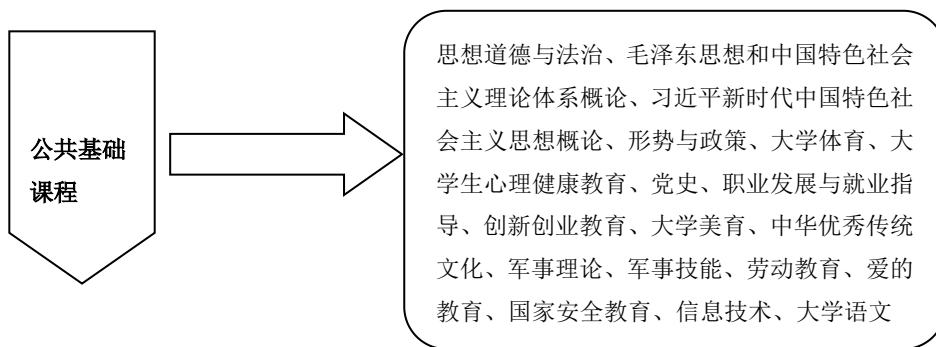 公共基础
课程
思想道德与法治、毛泽东思想和中国特色社会
主义理论体系概论、习近平新时代中国特色社
会主义思想概论、形势与政策、大学体育、大
学生心理健康教育、党史、职业发展与就业指
导、创新创业教育、大学美育、中华优秀传统
文化、军事理论、军事技能、劳动教育、爱的
教育、国家安全教育、信息技术、大学语文